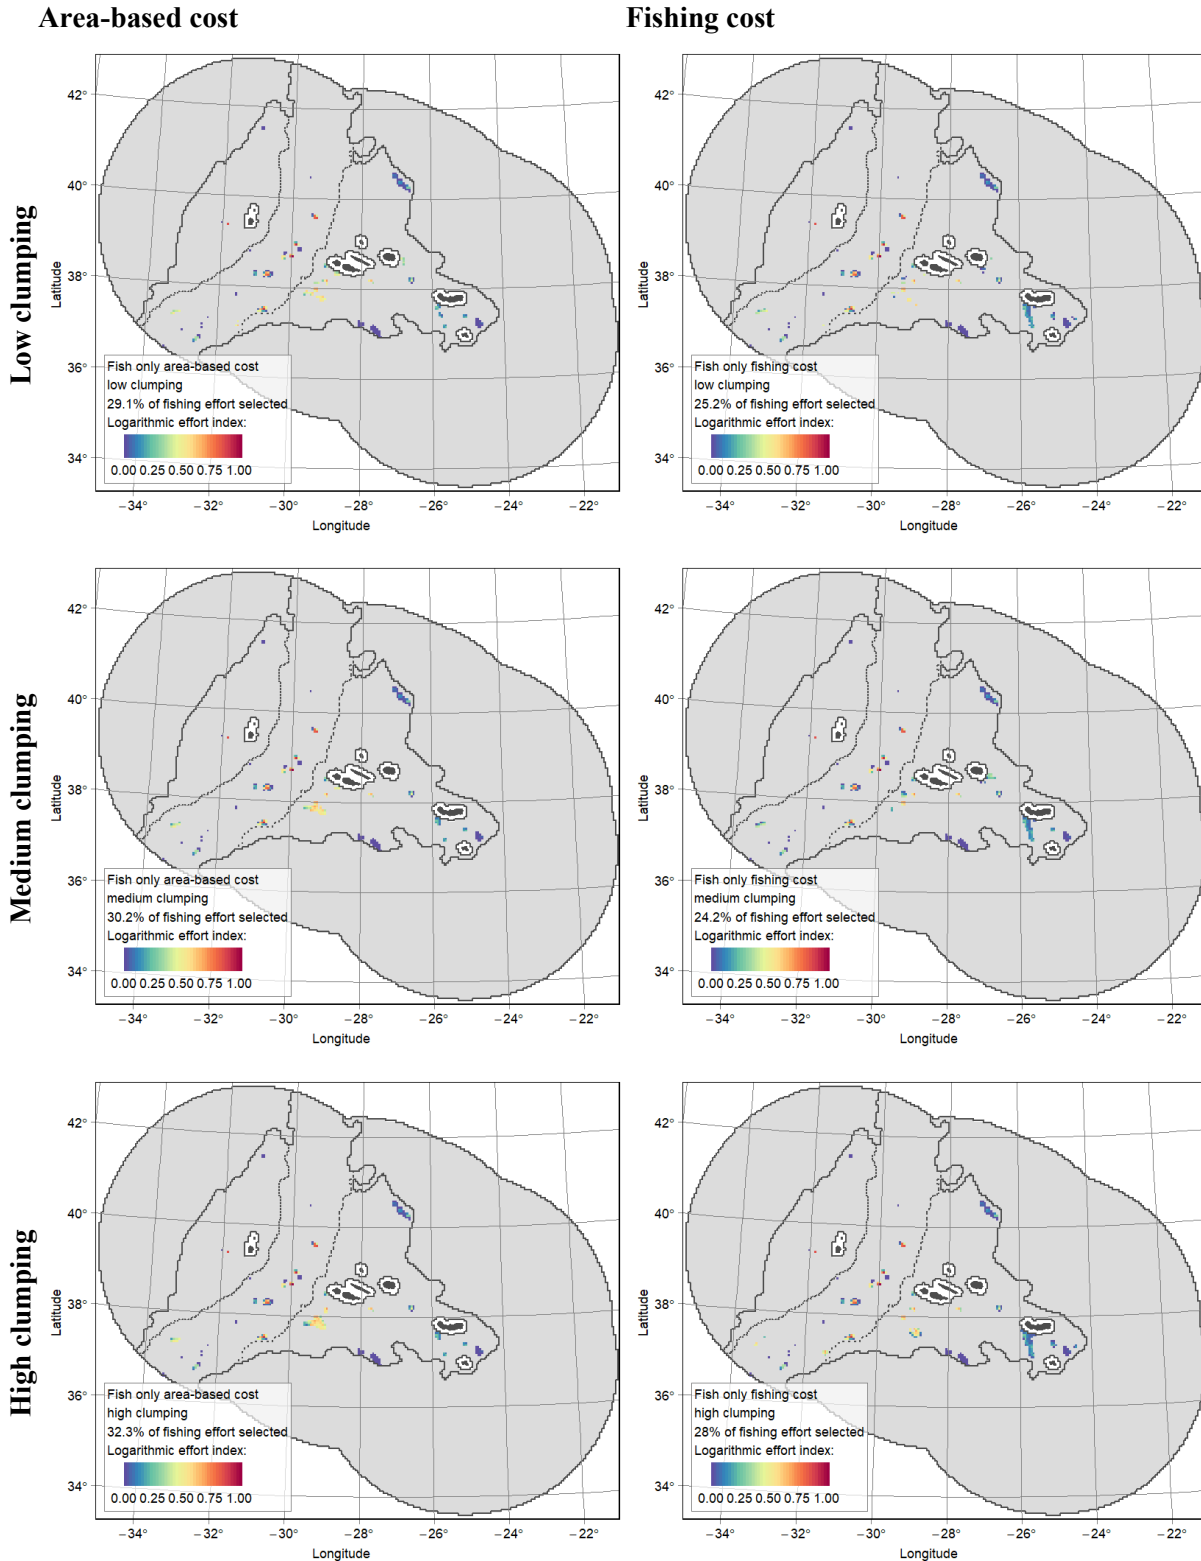 Area-based cost
Fishing cost
Low clumping
42°
40°
38°
36°
34°
Latitude
Fish only area-based cost
low clumping
29.1% of fishing effort selected
Logarithmic effort index:
0.00 0.25 0.50 0.75 1.00
−34° −32° −30° −28° −26° −24° −22°
Longitude
42°
40°
38°
36°
34°
Latitude
Fish only fishing cost
low clumping
25.2% of fishing effort selected
Logarithmic effort index:
0.00 0.25 0.50 0.75 1.00
−34° −32° −30° −28° −26° −24° −22°
Longitude
Medium clumping
42°
40°
38°
36°
34°
Latitude
Fish only area-based cost
medium clumping
30.2% of fishing effort selected
Logarithmic effort index:
0.00 0.25 0.50 0.75 1.00
−34° −32° −30° −28° −26° −24° −22°
Longitude
42°
40°
38°
36°
34°
Latitude
Fish only fishing cost
medium clumping
24.2% of fishing effort selected
Logarithmic effort index:
0.00 0.25 0.50 0.75 1.00
−34° −32° −30° −28° −26° −24° −22°
Longitude
High clumping
42°
40°
38°
36°
34°
Latitude
Fish only area-based cost
high clumping
32.3% of fishing effort selected
Logarithmic effort index:
0.00 0.25 0.50 0.75 1.00
−34° −32° −30° −28° −26° −24° −22°
Longitude
42°
40°
38°
36°
34°
Latitude
Fish only fishing cost
high clumping
28% of fishing effort selected
Logarithmic effort index:
0.00 0.25 0.50 0.75 1.00
−34° −32° −30° −28° −26° −24° −22°
Longitude